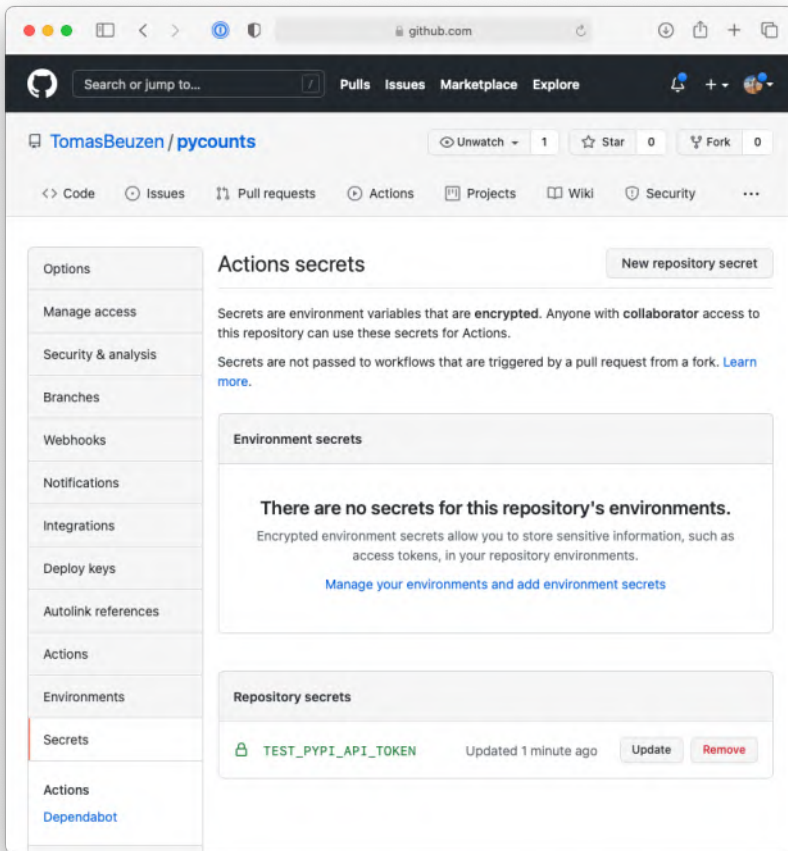 github.com
Search or jump to... / Pulls Issues Marketplace Explore
TomasBeuzen / pycounts Unwatch 1 Star 0 Fork 0
<> Code Issues Pull requests Actions Projects Wiki Security ...
Options
Manage access
Security & analysis
Branches
Webhooks
Notifications
Integrations
Deploy keys
Autolink references
Actions
Environments
Secrets
Actions
Dependabot
Actions secrets New repository secret
Secrets are environment variables that are encrypted. Anyone with collaborator access to
this repository can use these secrets for Actions.
Secrets are not passed to workflows that are triggered by a pull request from a fork. Learn
more.
Environment secrets
There are no secrets for this repository's environments.
Encrypted environment secrets allow you to store sensitive information, such as
access tokens, in your repository environments.
Manage your environments and add environment secrets
Repository secrets
TEST_PYPI_API_TOKEN Updated 1 minute ago Update Remove